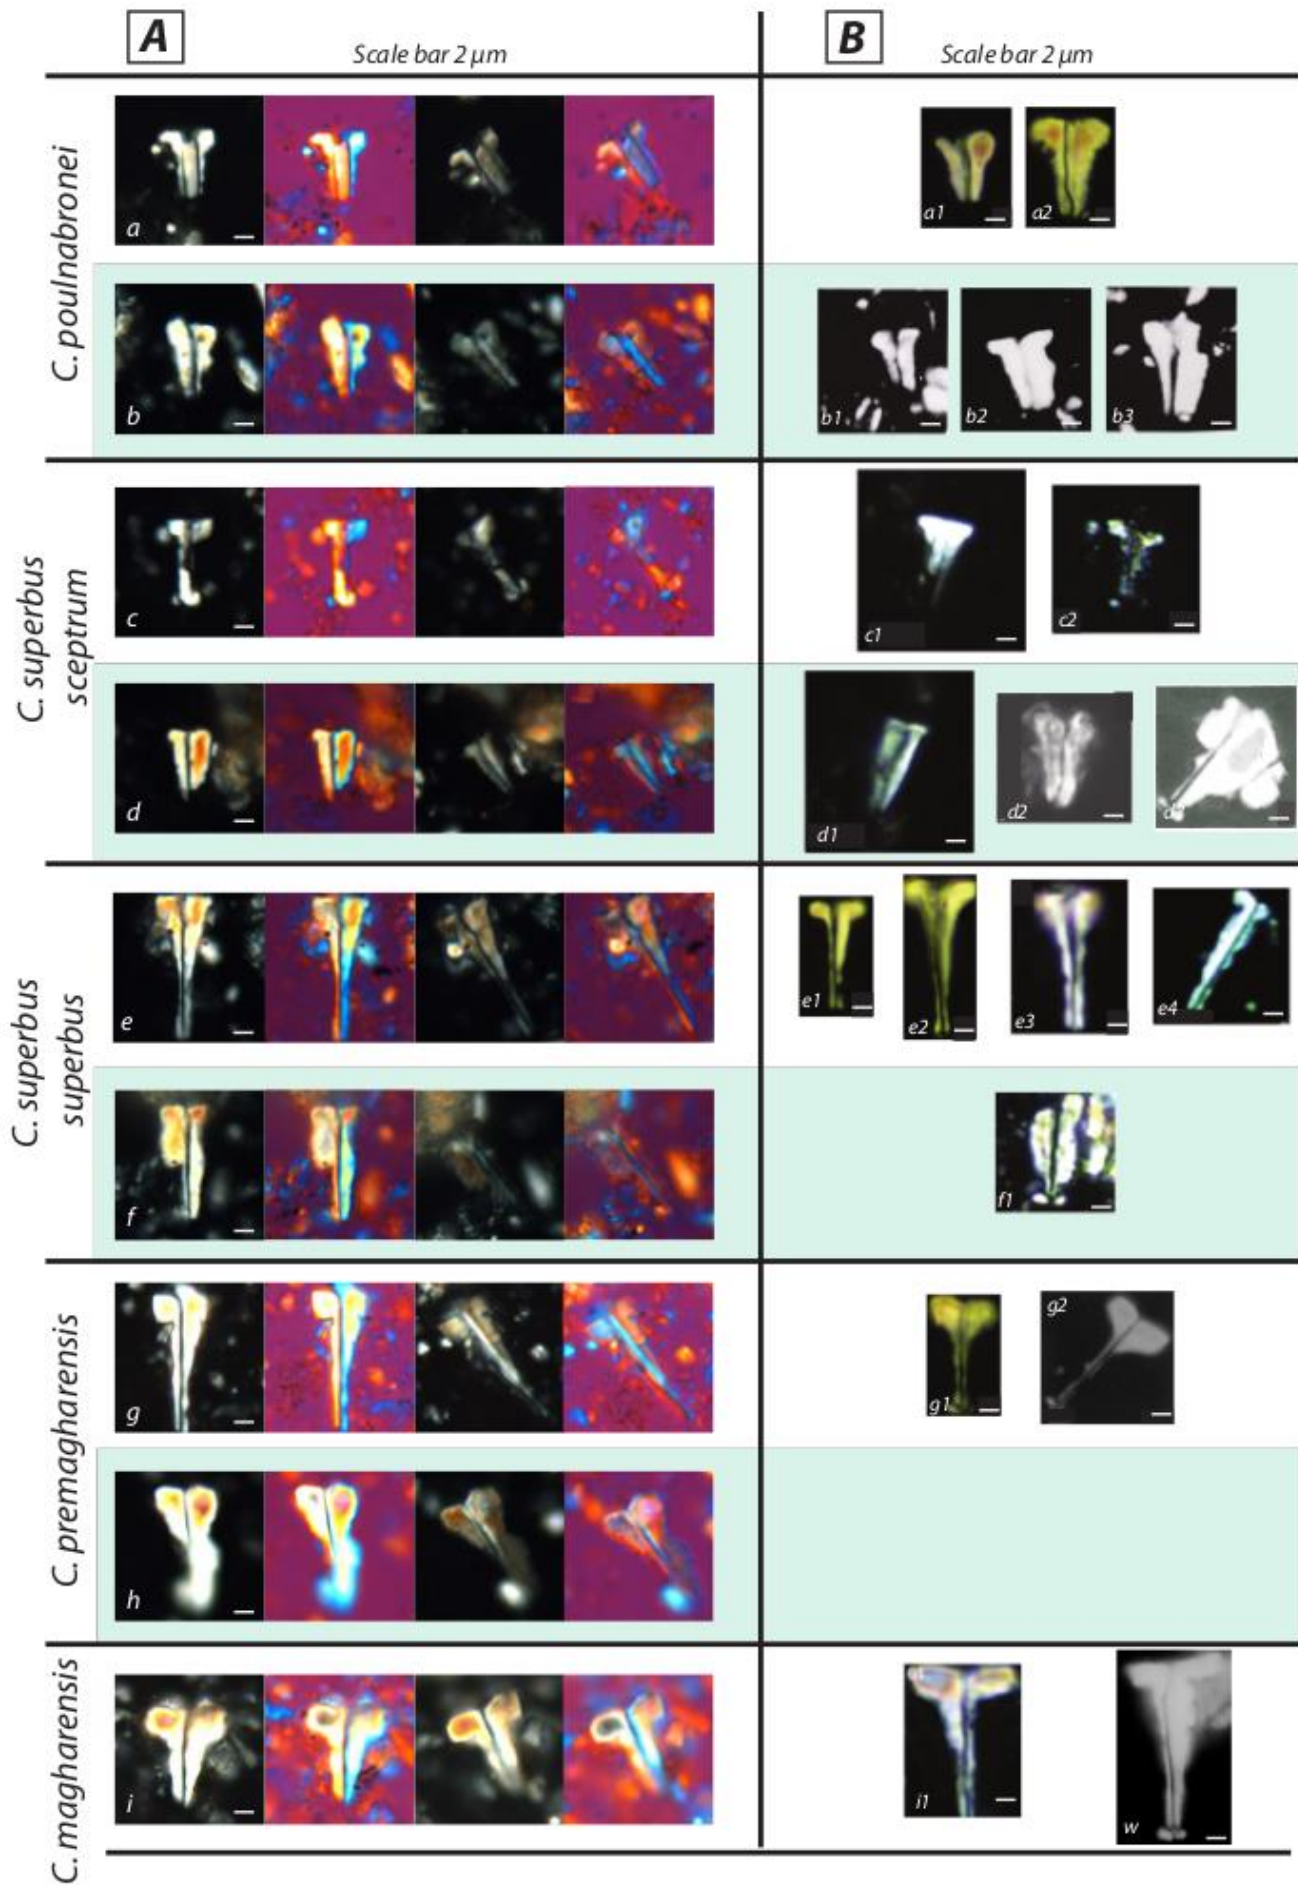 A
Scale bar 2 µm
B
Scale bar 2 µm
C. poulnabronei
a
a1
a2
b
b1
b2
b3
C. superbus
sceptrum
c
c1
c2
d
d1
d2
C. superbus
superbus
e
e1
e2
e3
e4
f
f1
C. premagharensis
g
g1
g2
h
C. magharensis
i
i1
w